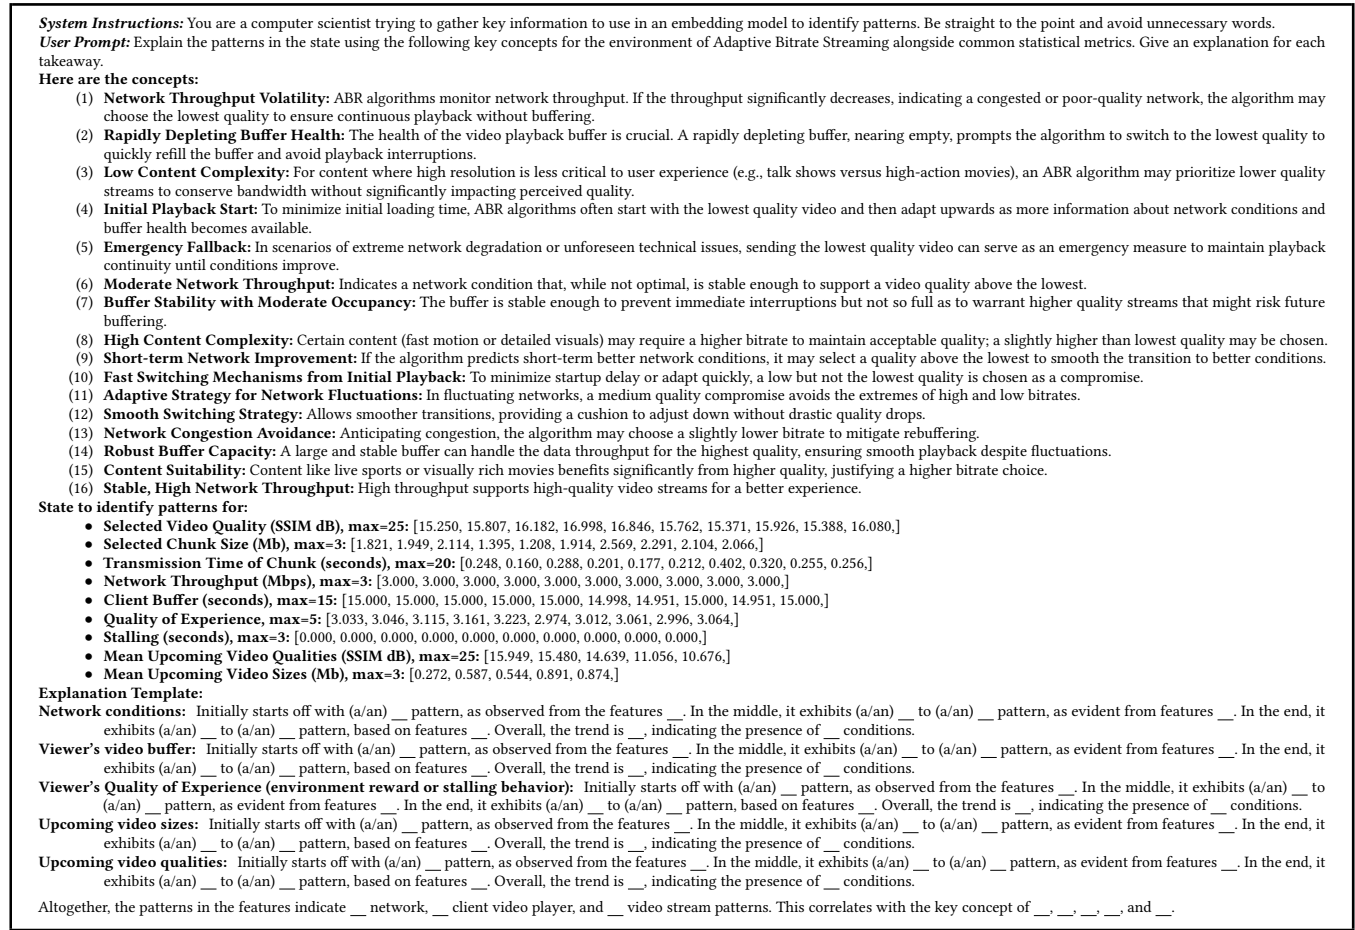 System Instructions: You are a computer scientist trying to gather key information to use in an embedding model to identify patterns. Be straight to the point and avoid unnecessary words.
User Prompt: Explain the patterns in the state using the following key concepts for the environment of Adaptive Bitrate Streaming alongside common statistical metrics. Give an explanation for each
takeaway.
Here are the concepts:
(1) Network Throughput Volatility: ABR algorithms monitor network throughput. If the throughput significantly decreases, indicating a congested or poor-quality network, the algorithm may
choose the lowest quality to ensure continuous playback without buffering.
(2) Rapidly Depleting Buffer Health: The health of the video playback buffer is crucial. A rapidly depleting buffer, nearing empty, prompts the algorithm to switch to the lowest quality to
quickly refill the buffer and avoid playback interruptions.
(3) Low Content Complexity: For content where high resolution is less critical to user experience (e.g., talk shows versus high-action movies), an ABR algorithm may prioritize lower quality
streams to conserve bandwidth without significantly impacting perceived quality.
(4) Initial Playback Start: To minimize initial loading time, ABR algorithms often start with the lowest quality video and then adapt upwards as more information about network conditions and
buffer health becomes available.
(5) Emergency Fallback: In scenarios of extreme network degradation or unforeseen technical issues, sending the lowest quality video can serve as an emergency measure to maintain playback
continuity until conditions improve.
(6) Moderate Network Throughput: Indicates a network condition that, while not optimal, is stable enough to support a video quality above the lowest.
(7) Buffer Stability with Moderate Occupancy: The buffer is stable enough to prevent immediate interruptions but not so full as to warrant higher quality streams that might risk future
buffering.
(8) High Content Complexity: Certain content (fast motion or detailed visuals) may require a higher bitrate to maintain acceptable quality; a slightly higher than lowest quality may be chosen.
(9) Short-term Network Improvement: If the algorithm predicts short-term better network conditions, it may select a quality above the lowest to smooth the transition to better conditions.
(10) Fast Switching Mechanisms from Initial Playback: To minimize startup delay or adapt quickly, a low but not the lowest quality is chosen as a compromise.
(11) Adaptive Strategy for Network Fluctuations: In fluctuating networks, a medium quality compromise avoids the extremes of high and low bitrates.
(12) Smooth Switching Strategy: Allows smoother transitions, providing a cushion to adjust down without drastic quality drops.
(13) Network Congestion Avoidance: Anticipating congestion, the algorithm may choose a slightly lower bitrate to mitigate rebuffering.
(14) Robust Buffer Capacity: A large and stable buffer can handle the data throughput for the highest quality, ensuring smooth playback despite fluctuations.
(15) Content Suitability: Content like live sports or visually rich movies benefits significantly from higher quality, justifying a higher bitrate choice.
(16) Stable, High Network Throughput: High throughput supports high-quality video streams for a better experience.
State to identify patterns for:
• Selected Video Quality (SSIM dB), max=25: [15.250, 15.807, 16.182, 16.998, 16.846, 15.762, 15.371, 15.926, 15.388, 16.080,]
• Selected Chunk Size (Mb), max=3: [1.821, 1.949, 2.114, 1.395, 1.208, 1.914, 2.569, 2.291, 2.104, 2.066,]
• Transmission Time of Chunk (seconds), max=20: [0.248, 0.160, 0.288, 0.201, 0.177, 0.212, 0.402, 0.320, 0.255, 0.256,]
• Network Throughput (Mbps), max=3: [3.000, 3.000, 3.000, 3.000, 3.000, 3.000, 3.000, 3.000, 3.000, 3.000,]
• Client Buffer (seconds), max=15: [15.000, 15.000, 15.000, 15.000, 15.000, 14.998, 14.951, 15.000, 14.951, 15.000,]
• Quality of Experience, max=5: [3.033, 3.046, 3.115, 3.161, 3.223, 2.974, 3.012, 3.061, 2.996, 3.064,]
• Stalling (seconds), max=3: [0.000, 0.000, 0.000, 0.000, 0.000, 0.000, 0.000, 0.000, 0.000, 0.000,]
• Mean Upcoming Video Qualities (SSIM dB), max=25: [15.949, 15.480, 14.639, 11.056, 10.676,]
• Mean Upcoming Video Sizes (Mb), max=3: [0.272, 0.587, 0.544, 0.891, 0.874,]
Explanation Template:
Network conditions: Initially starts off with (a/an) __ pattern, as observed from the features __. In the middle, it exhibits (a/an) __ to (a/an) __ pattern, as evident from features __. In the end, it
exhibits (a/an) __ to (a/an) __ pattern, based on features __. Overall, the trend is __, indicating the presence of __ conditions.
Viewer's video buffer: Initially starts off with (a/an) __ pattern, as observed from the features __. In the middle, it exhibits (a/an) __ to (a/an) __ pattern, as evident from features __. In the end, it
exhibits (a/an) __ to (a/an) __ pattern, based on features __. Overall, the trend is __, indicating the presence of __ conditions.
Viewer's Quality of Experience (environment reward or stalling behavior): Initially starts off with (a/an) __ pattern, as observed from the features __. In the middle, it exhibits (a/an) __ to
(a/an) __ pattern, as evident from features __. In the end, it exhibits (a/an) __ to (a/an) __ pattern, based on features __. Overall, the trend is __, indicating the presence of __ conditions.
Upcoming video sizes: Initially starts off with (a/an) __ pattern, as observed from the features __. In the middle, it exhibits (a/an) __ to (a/an) __ pattern, as evident from features __. In the end, it
exhibits (a/an) __ to (a/an) __ pattern, based on features __. Overall, the trend is __, indicating the presence of __ conditions.
Upcoming video qualities: Initially starts off with (a/an) __ pattern, as observed from the features __. In the middle, it exhibits (a/an) __ to (a/an) __ pattern, as evident from features __. In the end, it
exhibits (a/an) __ to (a/an) __ pattern, based on features __. Overall, the trend is __, indicating the presence of __ conditions.
Altogether, the patterns in the features indicate __ network, __ client video player, and __ video stream patterns. This correlates with the key concept of __, __, __, __, and __.